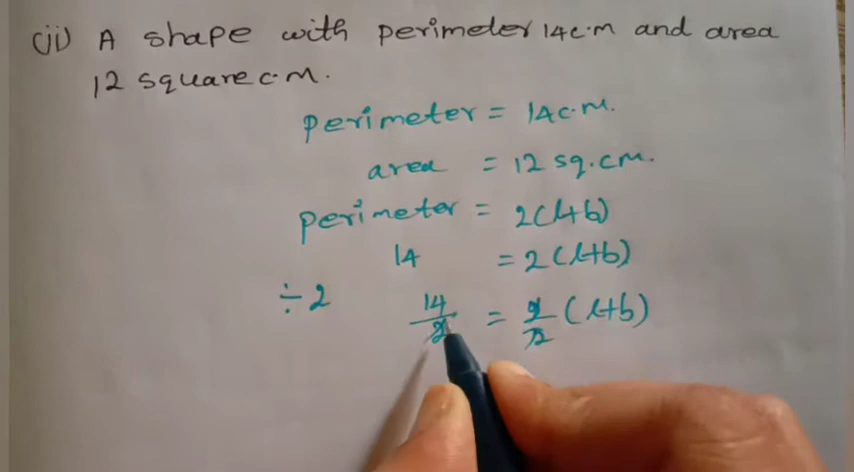 (ii) A shape with perimeter 14c.m and area
12 square c.m.
perimeter = 14c.m.
area = 12 sq.cm.
perimeter = 2(l+b)
14 = 2(l+b)
÷2 14/2 = 2/2 (l+b)